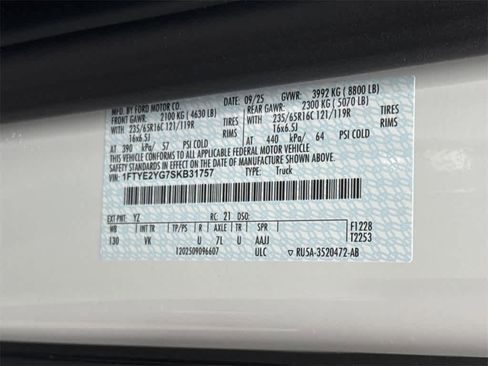 MFD. BY FORD MOTOR CO.
DATE: 09/25 GVWR: 3992 KG ( 8800 LB)
FRONT GAWR: 2100 KG ( 4630 LB) REAR GAWR: 2300 KG (5070 LB)
WITH 235/65R16C 121/119R TIRES WITH 235/65R16C 121/119R TIRES
16x6.5J RIMS 16x6.5J RIMS
AT 390 kPa/ 57 PSI COLD AT 440 kPa/ 64 PSI COLD
THIS VEHICLE CONFORMS TO ALL APPLICABLE FEDERAL MOTOR VEHICLE
SAFETY STANDARDS IN EFFECT ON THE DATE OF MANUFACTURE SHOWN ABOVE.
VIN: 1FTYE2YG7SKB31757 TYPE: Truck
EXT PNT: YZ RC: 21 DSO:
WB INT TR TP/PS R AXLE TR SPR F1228
130 VK U 7L U AAJJ T2253
1202509096607 ULC RU5A-3520472-AB